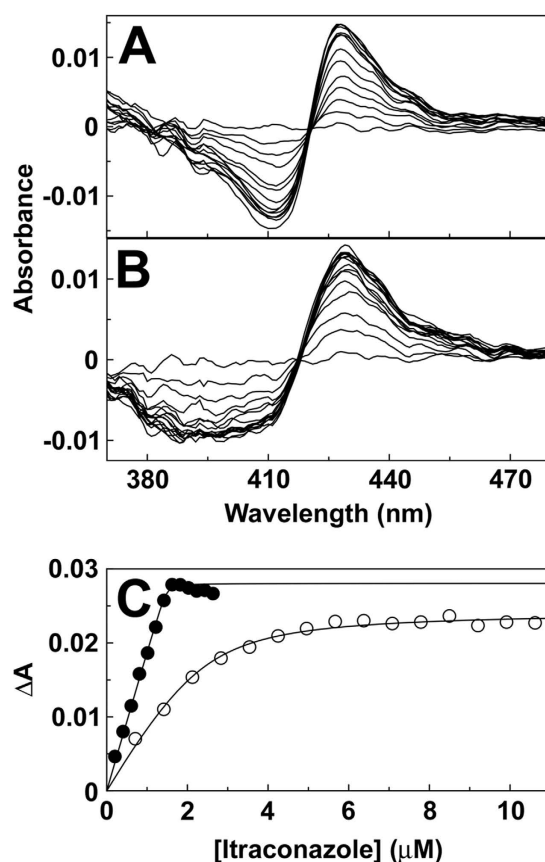 A
0.01
0
-0.01
Absorbance
B
0.01
0
-0.01
380 410 440 470
Wavelength (nm)
C
0.03
0.02
0.01
0
ΔA
0 2 4 6 8 10
[Itraconazole] (μM)